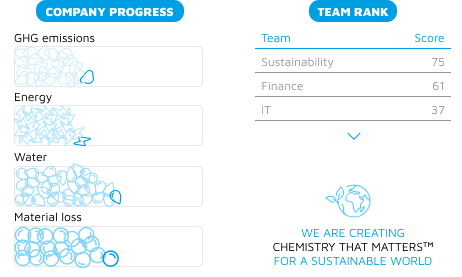 COMPANY PROGRESS
GHG emissions
Energy
Water
Material loss
TEAM RANK
Team Score
Sustainability 75
Finance 61
IT 37
WE ARE CREATING
CHEMISTRY THAT MATTERS™
FOR A SUSTAINABLE WORLD